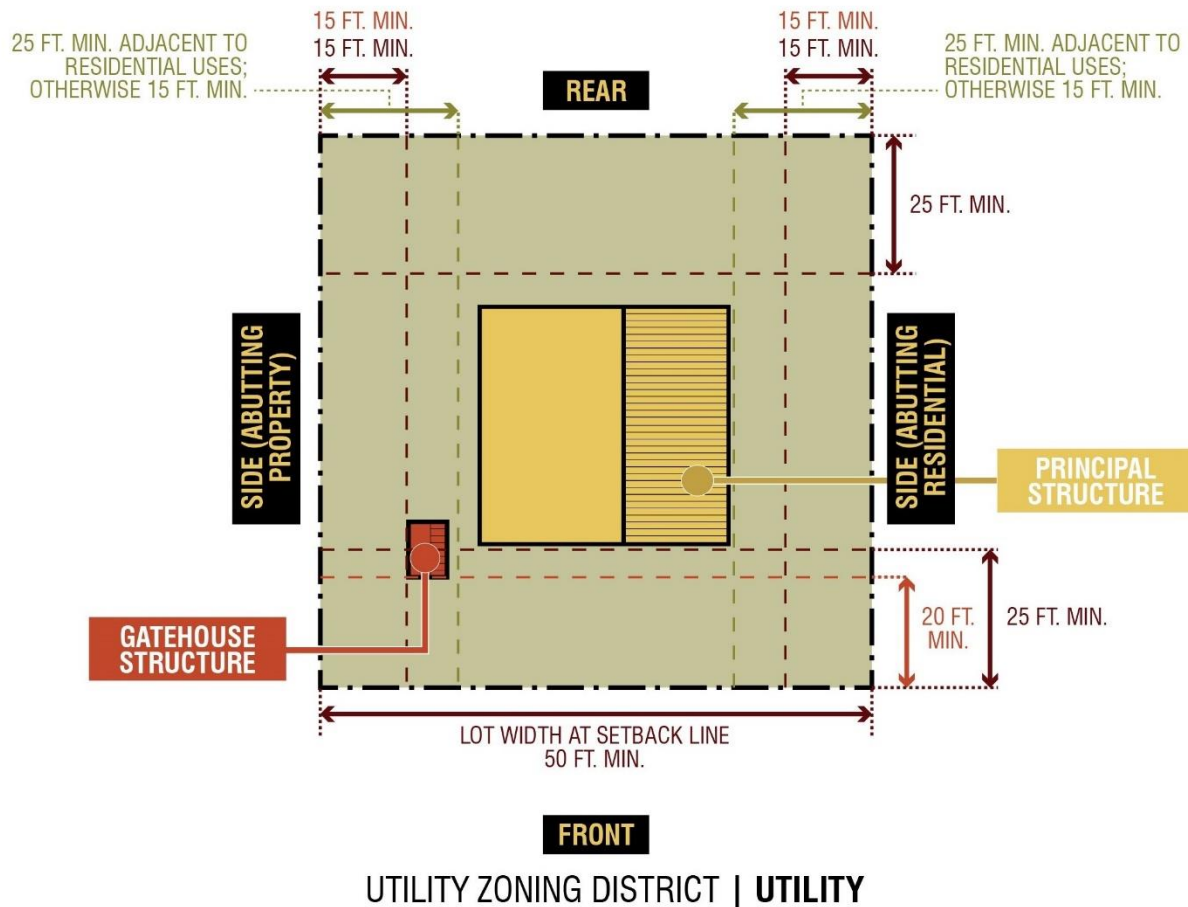 15 FT. MIN.
15 FT. MIN.
25 FT. MIN. ADJACENT TO
RESIDENTIAL USES;
OTHERWISE 15 FT. MIN.
REAR
15 FT. MIN.
15 FT. MIN.
25 FT. MIN. ADJACENT TO
RESIDENTIAL USES;
OTHERWISE 15 FT. MIN.
25 FT. MIN.
SIDE (ABUTTING
PROPERTY)
SIDE (ABUTTING
RESIDENTIAL)
PRINCIPAL
STRUCTURE
GATEHOUSE
STRUCTURE
20 FT.
MIN.
25 FT. MIN.
LOT WIDTH AT SETBACK LINE
50 FT. MIN.
FRONT
UTILITY ZONING DISTRICT | UTILITY